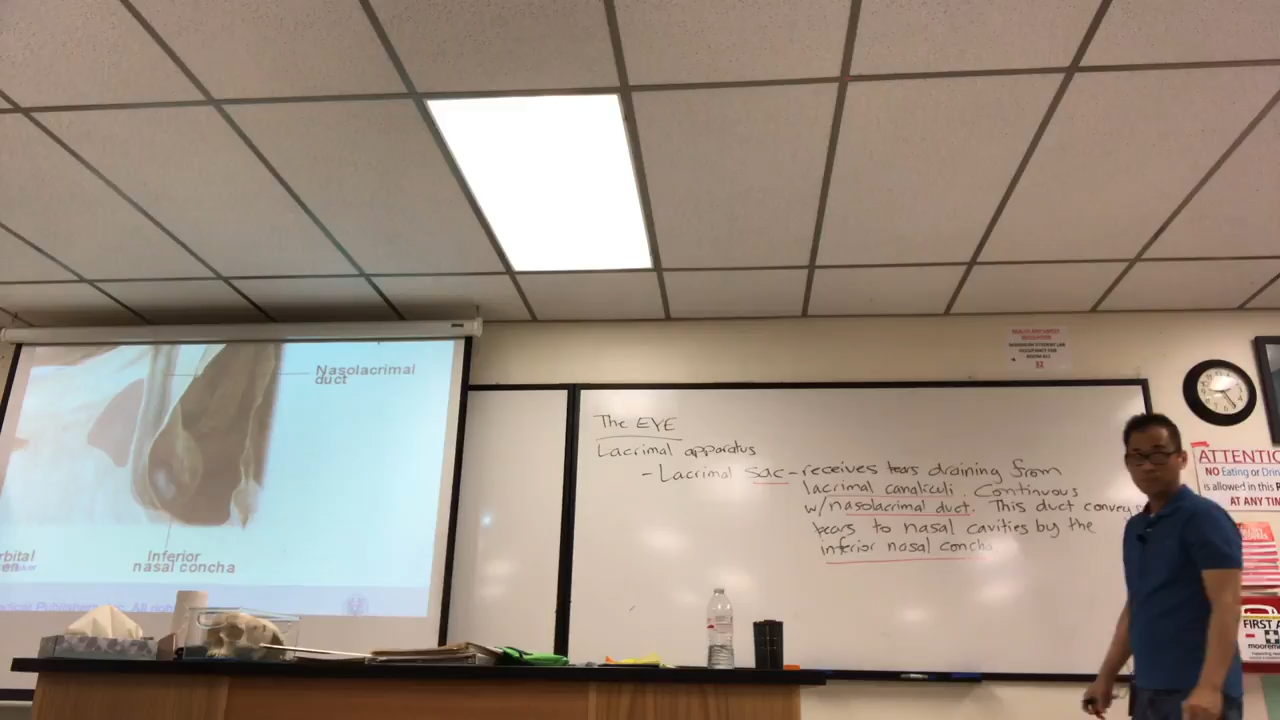 Nasolacrimal
duct
Inferior
nasal concha
The EYE
Lacrimal apparatus
- Lacrimal sac - receives tears draining from
lacrimal canaliculi. Continuous
w/nasolacrimal duct. This duct convey
tears to nasal cavities by the
inferior nasal concha
ATTENTIO
NO Eating or Drin
is allowed in this R
AT ANY TIM
FIRST A